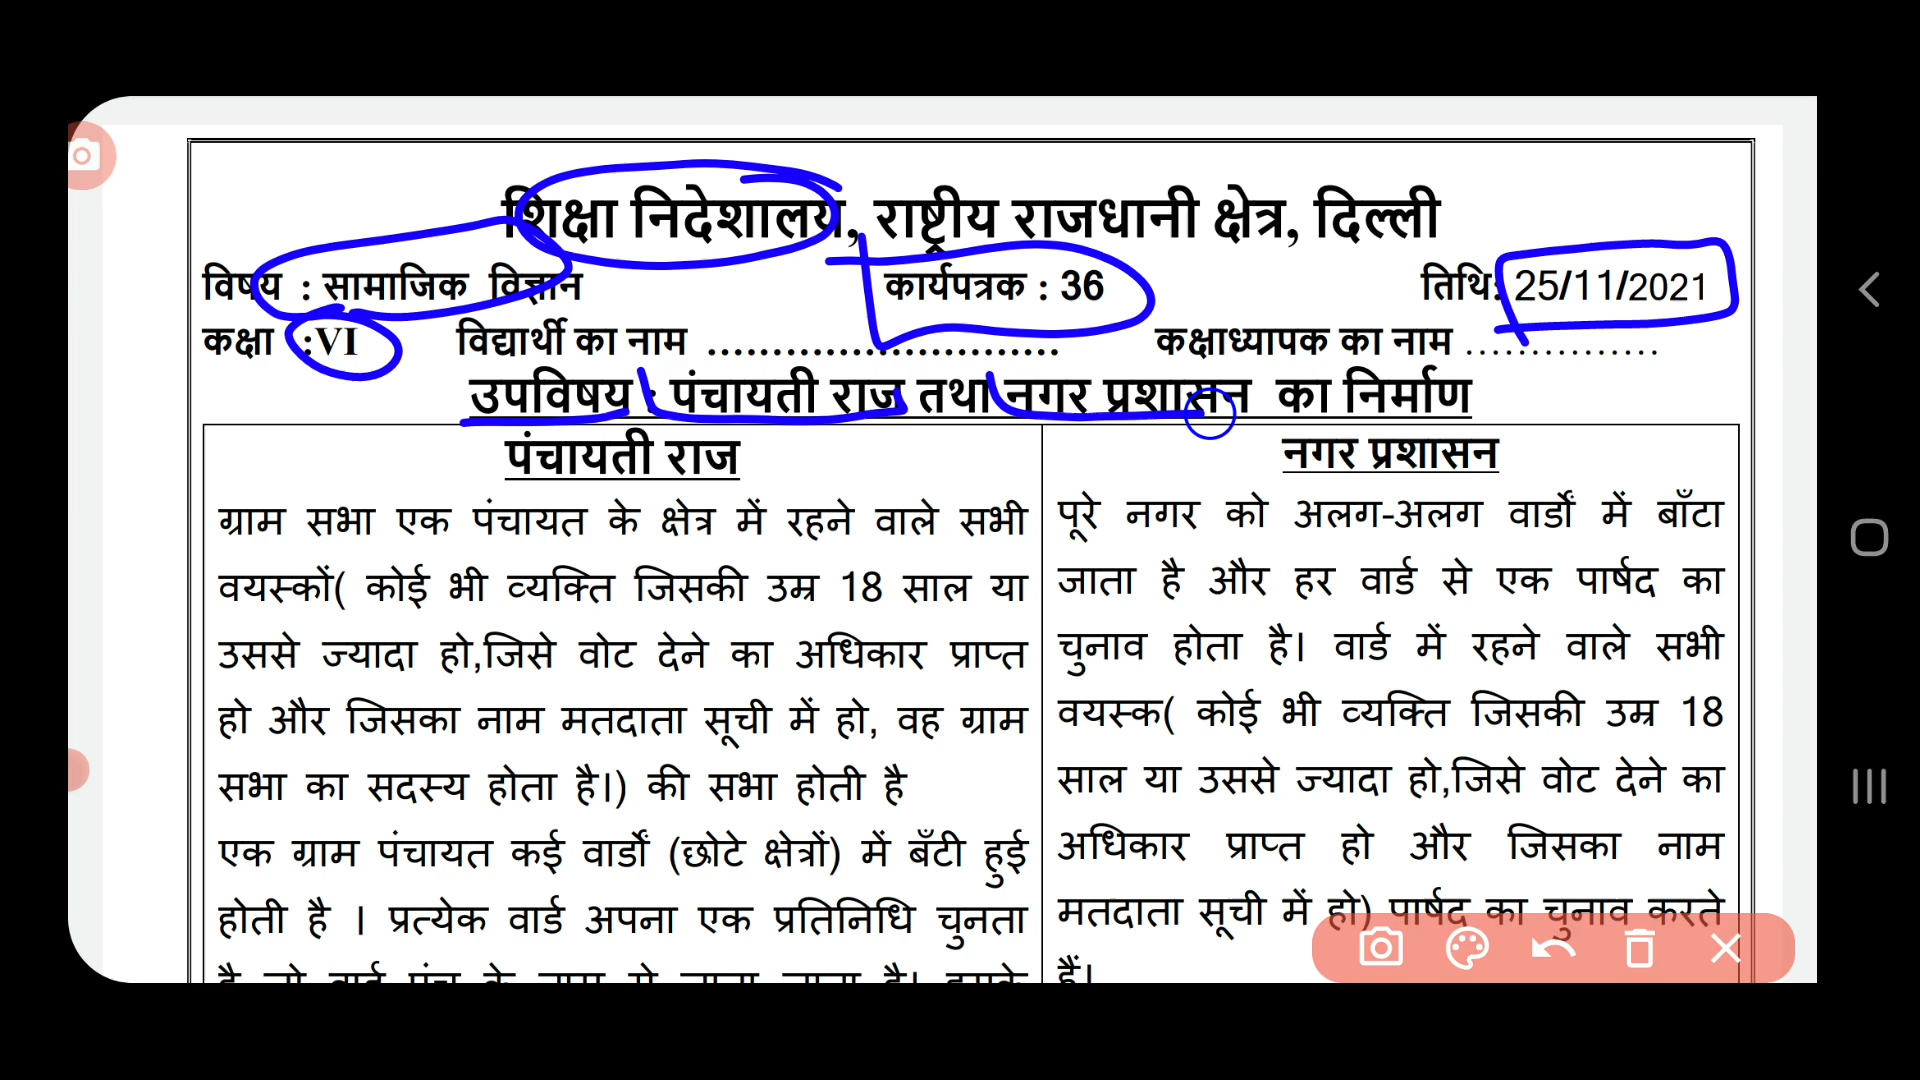 शिक्षा निदेशालय, राष्ट्रीय राजधानी क्षेत्र, दिल्ली
विषय : सामाजिक विज्ञान कार्यपत्रक : 36 तिथि: 25/11/2021
कक्षा :VI विद्यार्थी का नाम ........................... कक्षाध्यापक का नाम ...............
उपविषय : पंचायती राज तथा नगर प्रशासन का निर्माण
पंचायती राज
ग्राम सभा एक पंचायत के क्षेत्र में रहने वाले सभी
वयस्कों( कोई भी व्यक्ति जिसकी उम्र 18 साल या
उससे ज्यादा हो,जिसे वोट देने का अधिकार प्राप्त
हो और जिसका नाम मतदाता सूची में हो, वह ग्राम
सभा का सदस्य होता है।) की सभा होती है
एक ग्राम पंचायत कई वार्डों (छोटे क्षेत्रों) में बँटी हुई
होती है । प्रत्येक वार्ड अपना एक प्रतिनिधि चुनता
नगर प्रशासन
पूरे नगर को अलग-अलग वार्डों में बाँटा
जाता है और हर वार्ड से एक पार्षद का
चुनाव होता है। वार्ड में रहने वाले सभी
वयस्क( कोई भी व्यक्ति जिसकी उम्र 18
साल या उससे ज्यादा हो,जिसे वोट देने का
अधिकार प्राप्त हो और जिसका नाम
मतदाता सूची में हो) पार्षद का चुनाव करते
हैं।